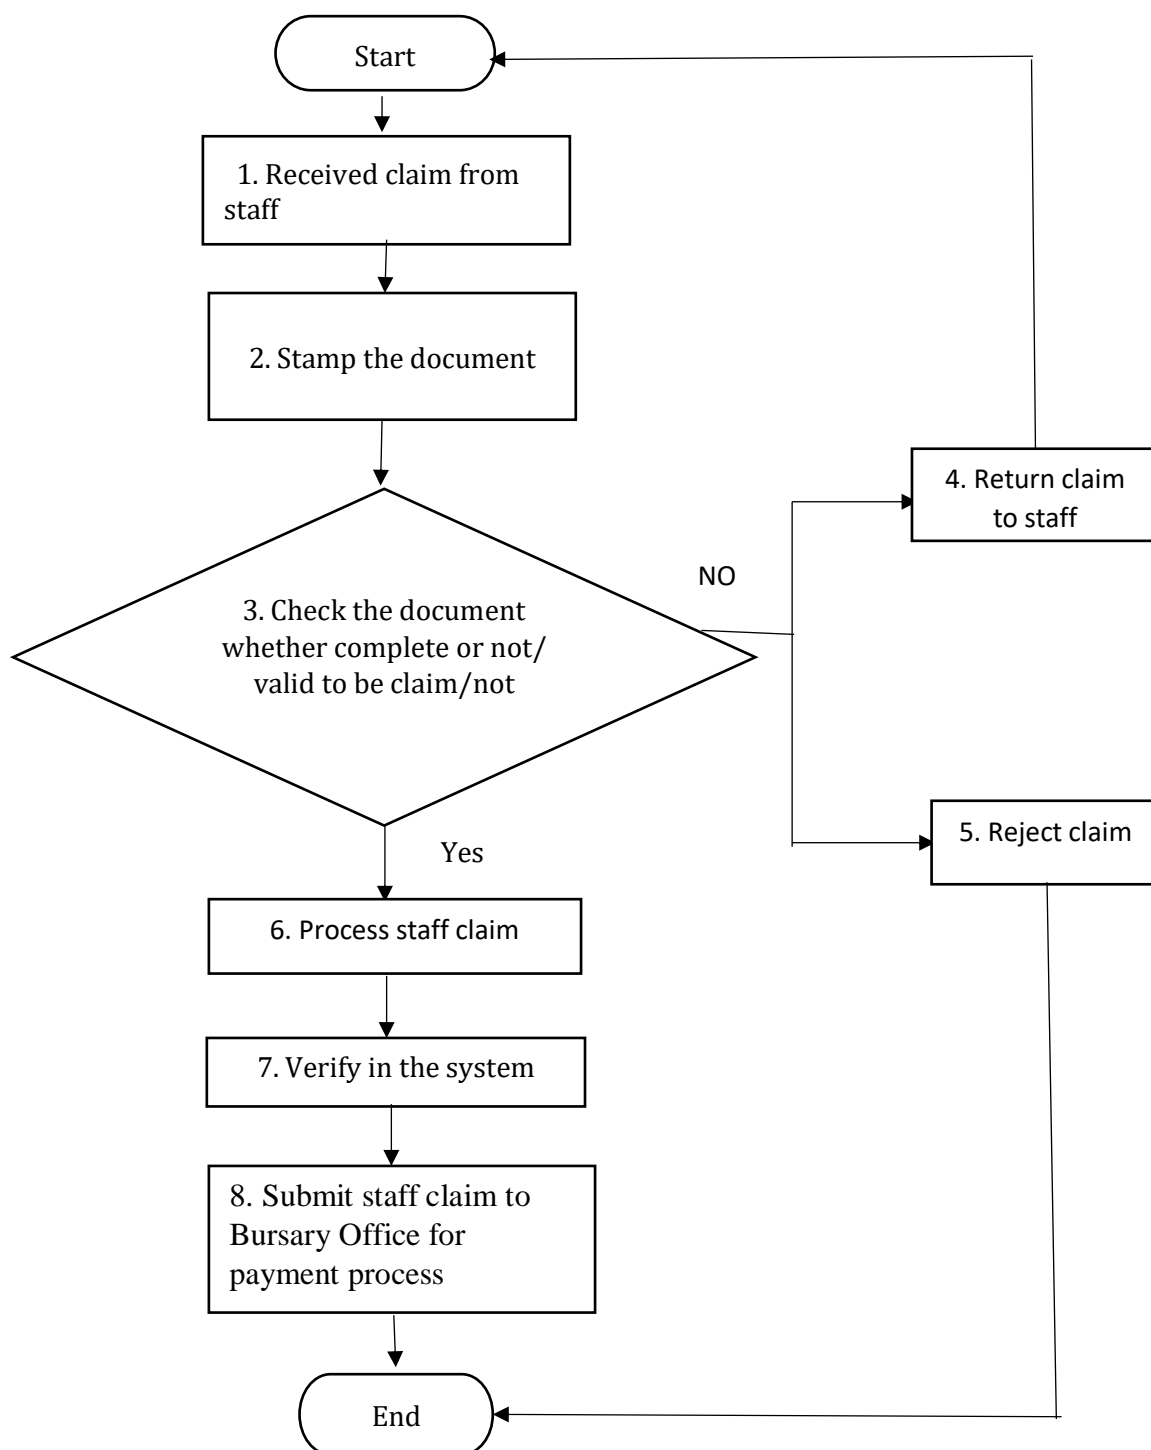 Start
1. Received claim from
staff
2. Stamp the document
3. Check the document
whether complete or not/
valid to be claim/not
NO
4. Return claim
to staff
5. Reject claim
Yes
6. Process staff claim
7. Verify in the system
8. Submit staff claim to
Bursary Office for
payment process
End